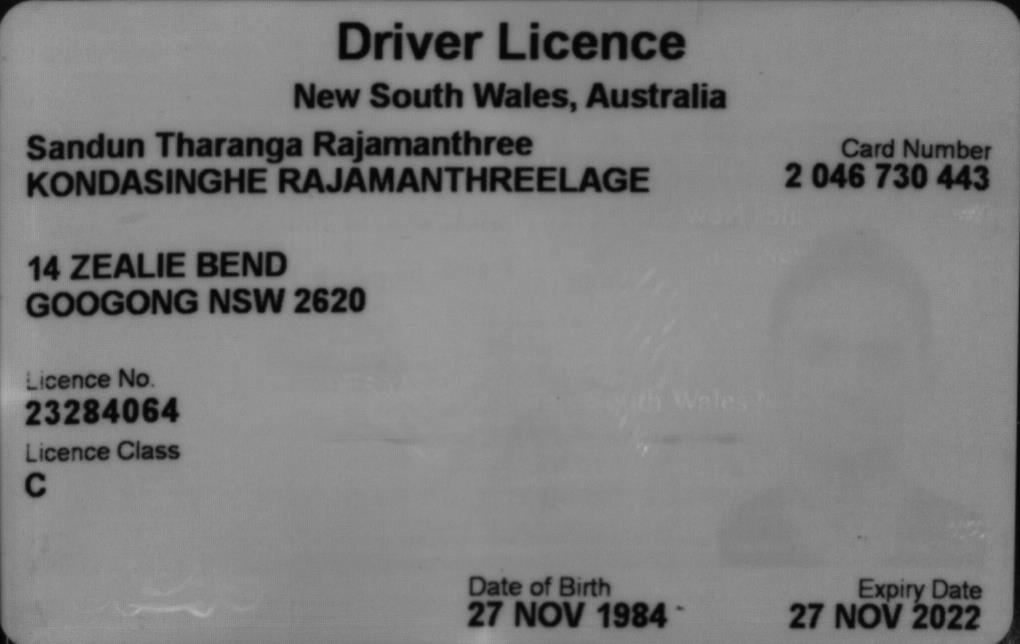 Driver Licence
New South Wales, Australia
Sandun Tharanga Rajamanthree
KONDASINGHE RAJAMANTHREELAGE
Card Number
2 046 730 443
14 ZEALIE BEND
GOOGONG NSW 2620
Licence No.
23284064
South Wales
Licence Class
C
Date of Birth
27 NOV 1984
Expiry Date
27 NOV 2022